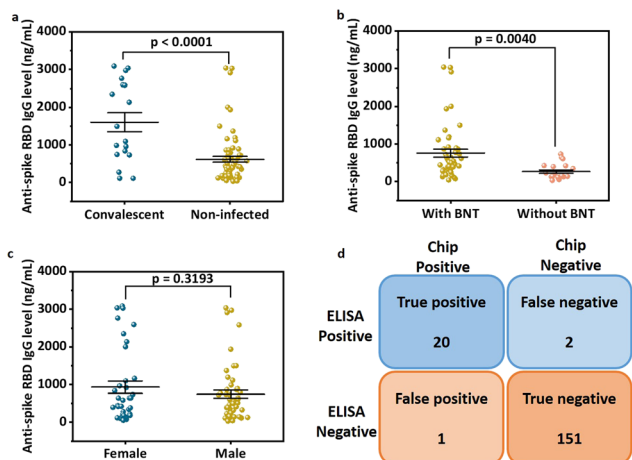 a
p < 0.0001
Anti-spike RBD IgG level (ng/mL)
4000
3000
2000
1000
0
Convalescent Non-infected
b
p = 0.0040
Anti-spike RBD IgG level (ng/mL)
4000
3000
2000
1000
0
With BNT Without BNT
c
p = 0.3193
Anti-spike RBD IgG level (ng/mL)
4000
3000
2000
1000
0
Female Male
d
Chip
Positive
Chip
Negative
ELISA
Positive
True positive
20
False negative
2
ELISA
Negative
False positive
1
True negative
151